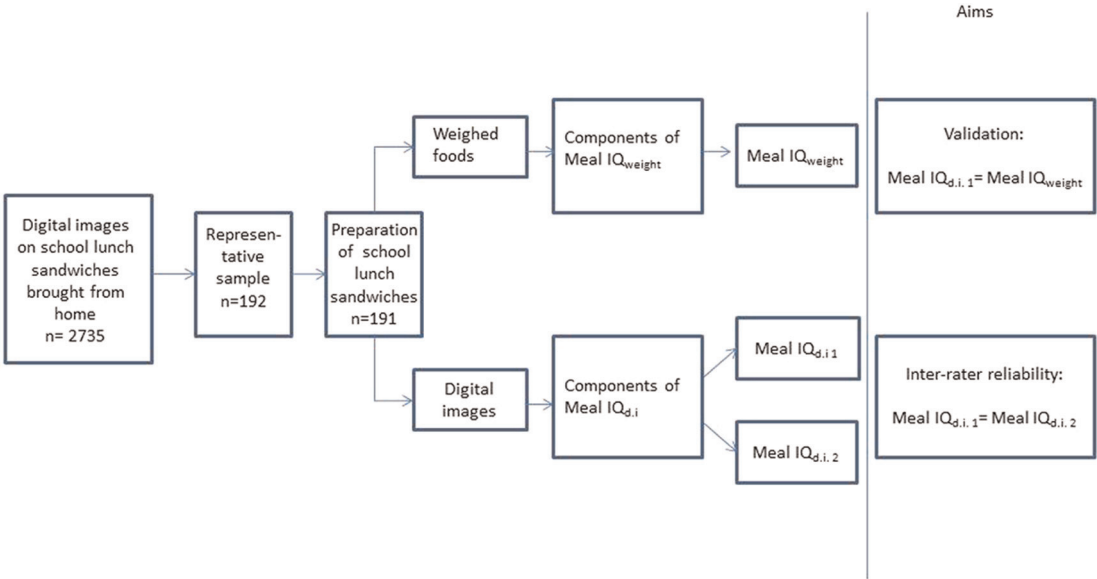 Aims
Digital images
on school lunch
sandwiches
brought from
home
n= 2735
Represen-
tative
sample
n=192
Preparation
of school
lunch
sandwiches
n=191
Weighed
foods
Components of
Meal IQweight
Meal IQweight
Validation:
Meal IQd.i. 1= Meal IQweight
Digital
images
Components of
Meal IQd.i
Meal IQd.i 1
Meal IQd.i. 2
Inter-rater reliability:
Meal IQd.i. 1= Meal IQd.i. 2